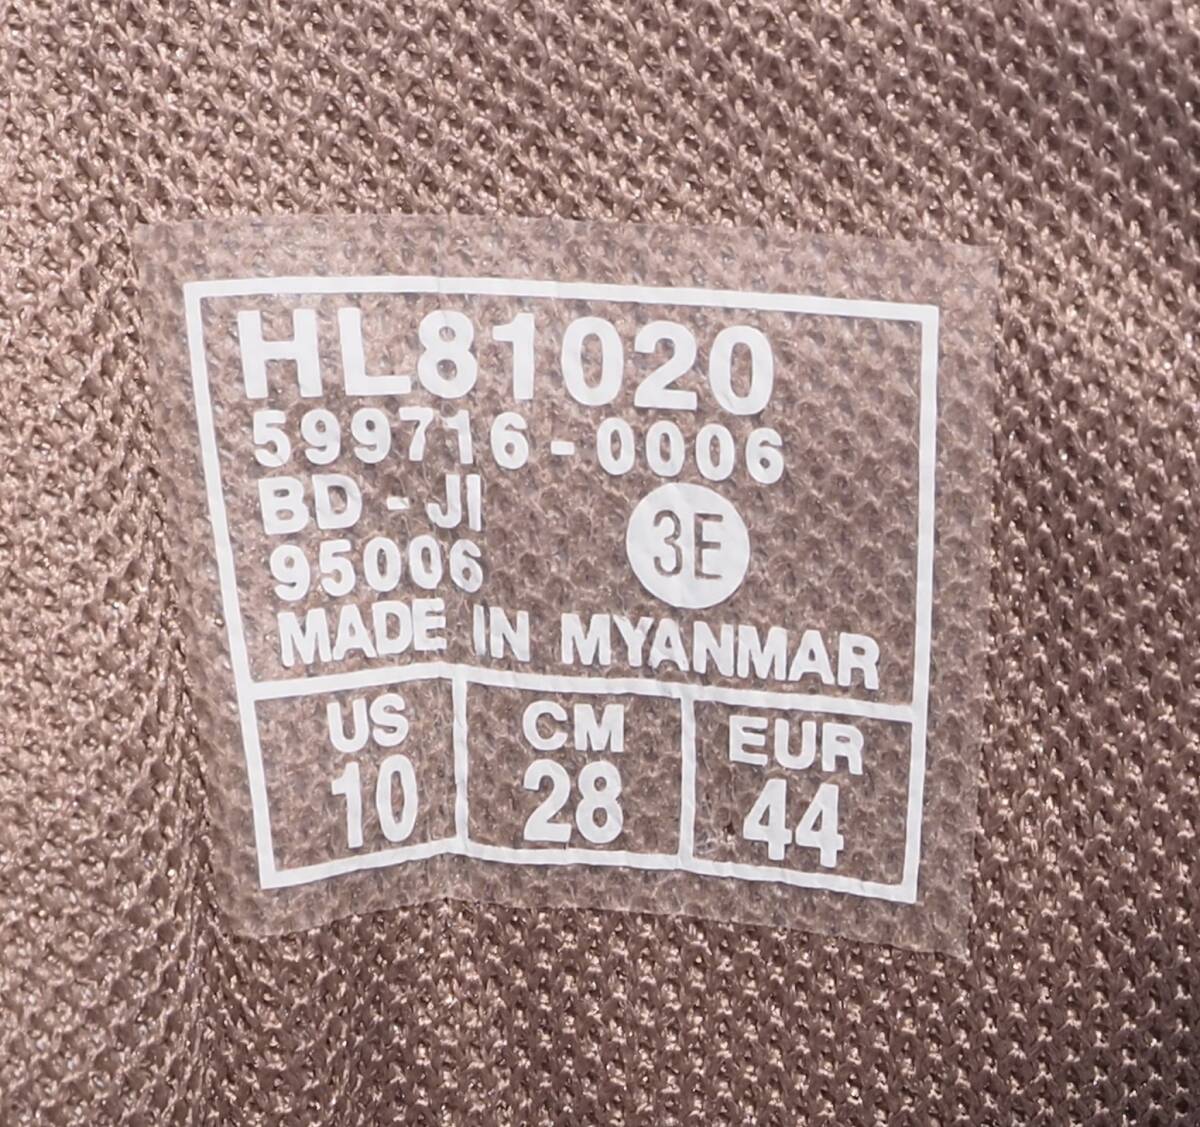 HL81020
599716-0006
BD - JI
3E
95006
MADE IN MYANMAR
US CM EUR
10 28 44